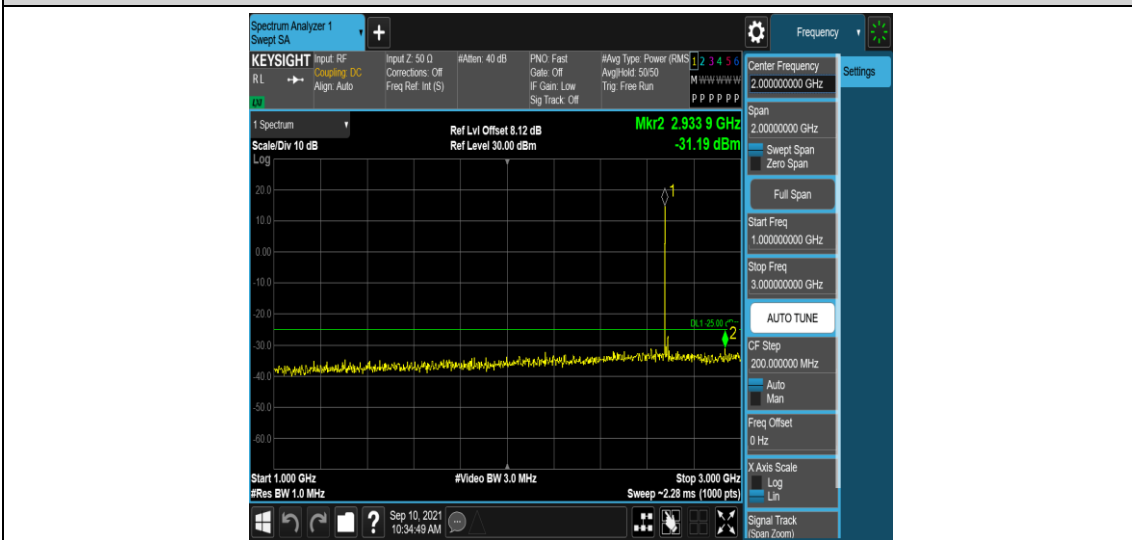 Spectrum Analyzer 1
Swept SA
+
Frequency
KEYSIGHT
RL
LW
Input: RF
Coupling: DC
Align: Auto
Input Z: 50 Ω
Corrections: Off
Freq Ref: Int (S)
#Atten: 40 dB
PNO: Fast
Gate: Off
IF Gain: Low
Sig Track: Off
#Avg Type: Power (RMS
Avg|Hold: 50/50
Trig: Free Run
1 2 3 4 5 6
M W W W W W
P P P P P P
1 Spectrum
Scale/Div 10 dB
Ref Lvl Offset 8.12 dB
Ref Level 30.00 dBm
Mkr2 2.933 9 GHz
-31.19 dBm
Log
20.0
10.0
0.00
-10.0
-20.0
-30.0
-40.0
-50.0
-60.0
1
DL1 -25.00
2
Start 1.000 GHz
#Res BW 1.0 MHz
#Video BW 3.0 MHz
Stop 3.000 GHz
Sweep ~2.28 ms (1000 pts)
?
Sep 10, 2021
10:34:49 AM
Center Frequency
2.000000000 GHz
Settings
Span
2.00000000 GHz
Swept Span
Zero Span
Full Span
Start Freq
1.000000000 GHz
Stop Freq
3.000000000 GHz
AUTO TUNE
CF Step
200.000000 MHz
Auto
Man
Freq Offset
0 Hz
X Axis Scale
Log
Lin
Signal Track
(Span Zoom)